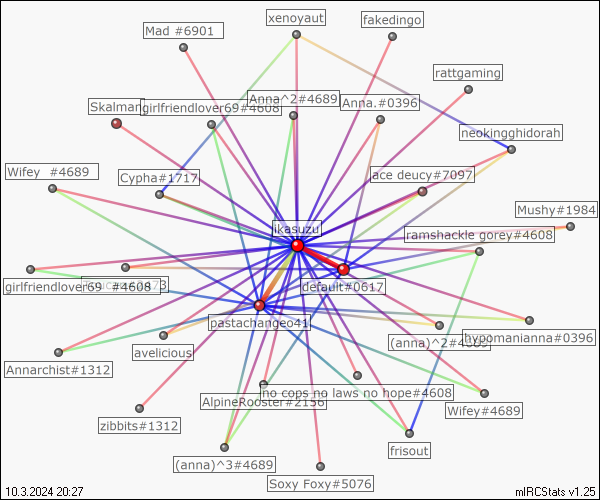 xenoyaut
fakedingo
Mad #6901
rattgaming
Anna^2#4689
Anna.#0396
Skalman
girlfriendlover69#4608
neokingghidorah
Wifey  #4689
Cypha#1717
ace deucy#7097
Mushy#1984
ikasuzu
ramshackle gorey#4608
girlfriendlover69  #4608
default#0617
pastachangeo41
(anna)^2#4689
hypomanianna#0396
avelicious
Annarchist#1312
no cops no laws no hope#4608
AlpineRooster#2156
Wifey#4689
zibbits#1312
frisout
(anna)^3#4689
Soxy Foxy#5076
10.3.2024 20:27
mIRCStats v1.25